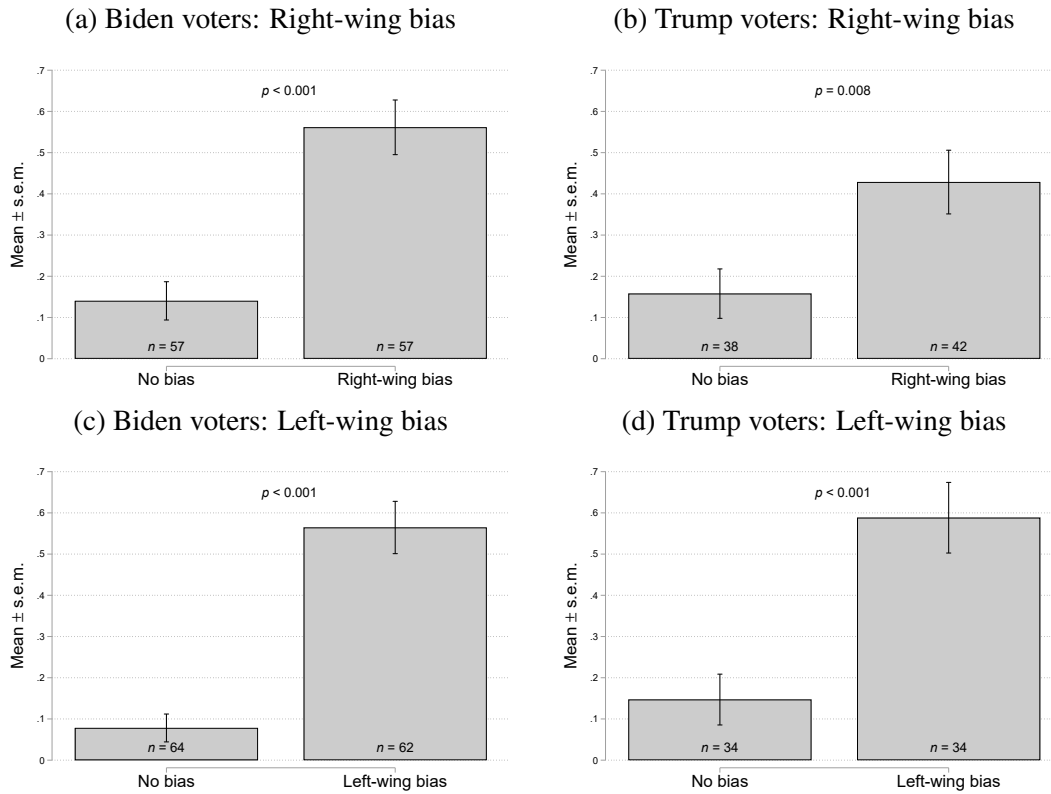 (a) Biden voters: Right-wing bias
.7
.6
.5
.4
.3
.2
.1
0
Mean ± s.e.m.
p < 0.001
n = 57
n = 57
No bias
Right-wing bias
(b) Trump voters: Right-wing bias
.7
.6
.5
.4
.3
.2
.1
0
Mean ± s.e.m.
p = 0.008
n = 38
n = 42
No bias
Right-wing bias
(c) Biden voters: Left-wing bias
.7
.6
.5
.4
.3
.2
.1
0
Mean ± s.e.m.
p < 0.001
n = 64
n = 62
No bias
Left-wing bias
(d) Trump voters: Left-wing bias
.7
.6
.5
.4
.3
.2
.1
0
Mean ± s.e.m.
p < 0.001
n = 34
n = 34
No bias
Left-wing bias